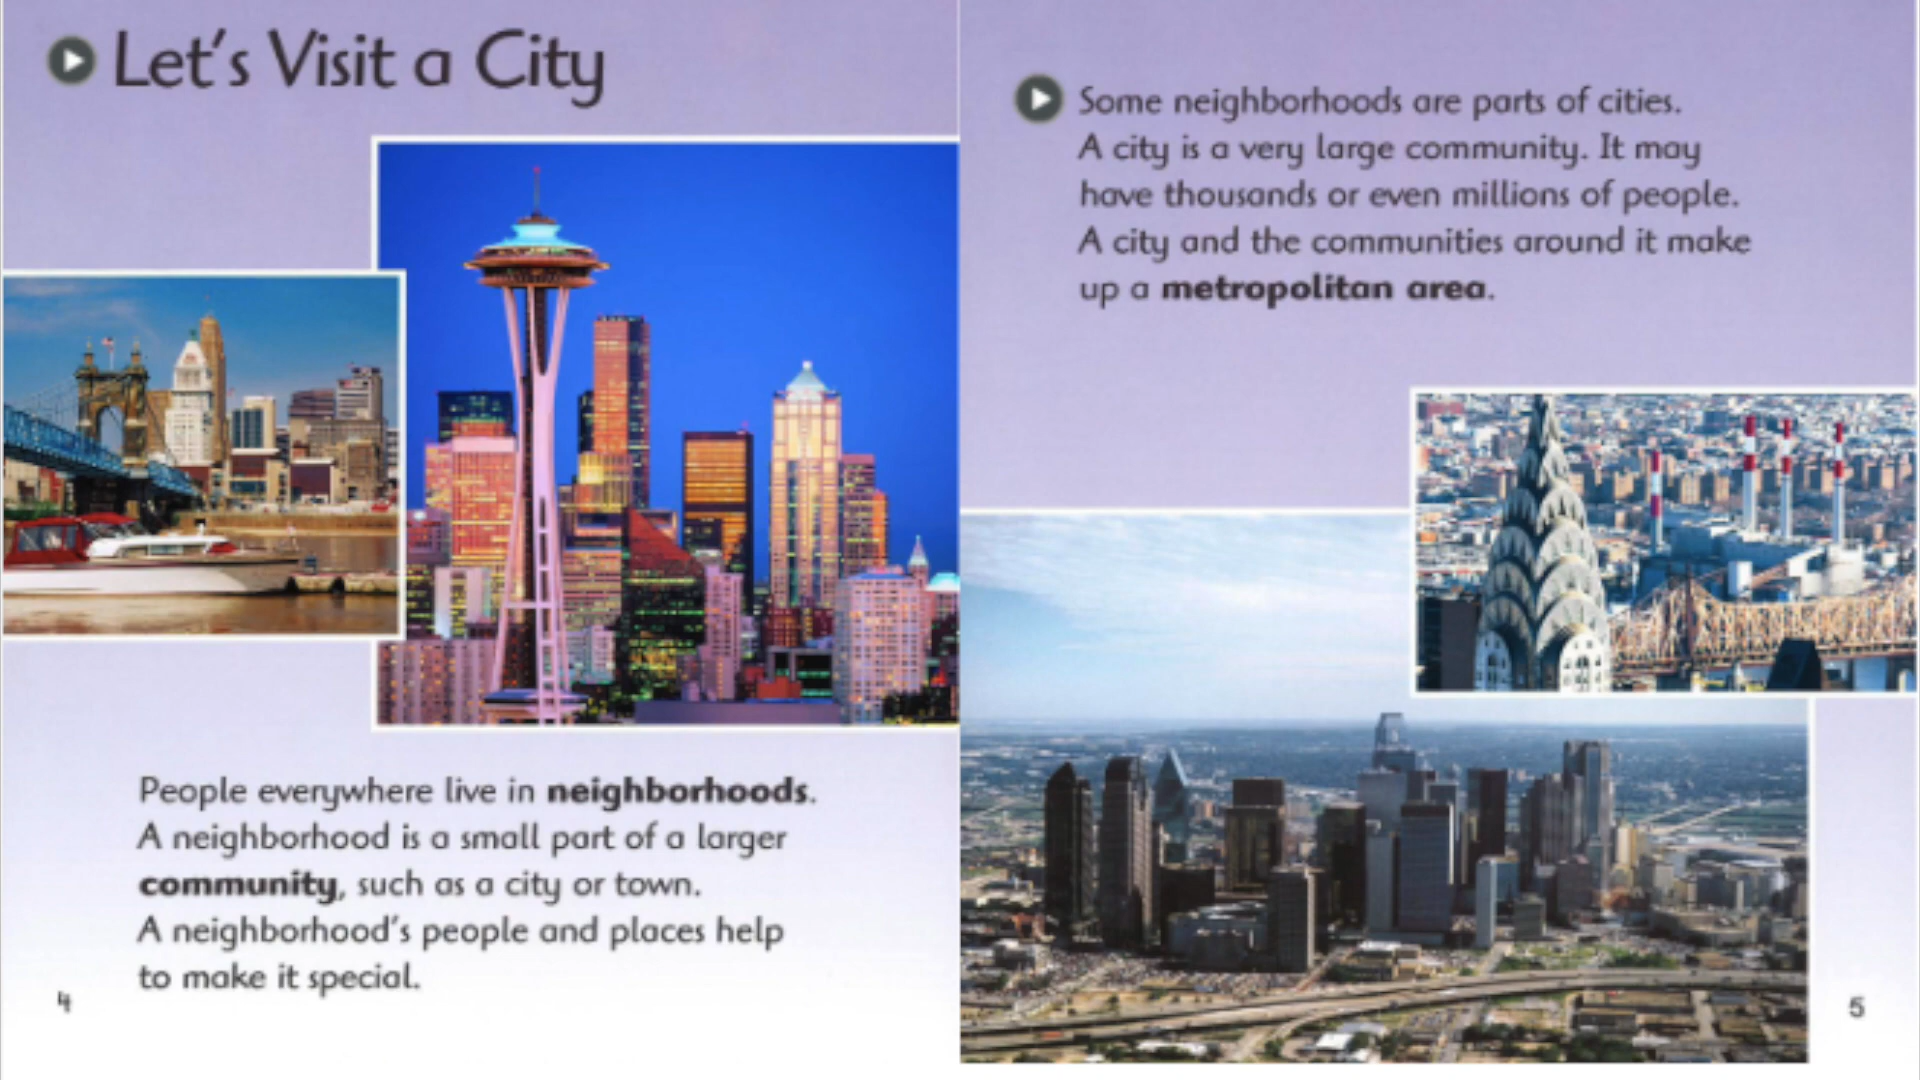 Let's Visit a City
People everywhere live in neighborhoods.
A neighborhood is a small part of a larger
community, such as a city or town.
A neighborhood's people and places help
to make it special.
4
Some neighborhoods are parts of cities.
A city is a very large community. It may
have thousands or even millions of people.
A city and the communities around it make
up a metropolitan area.
5